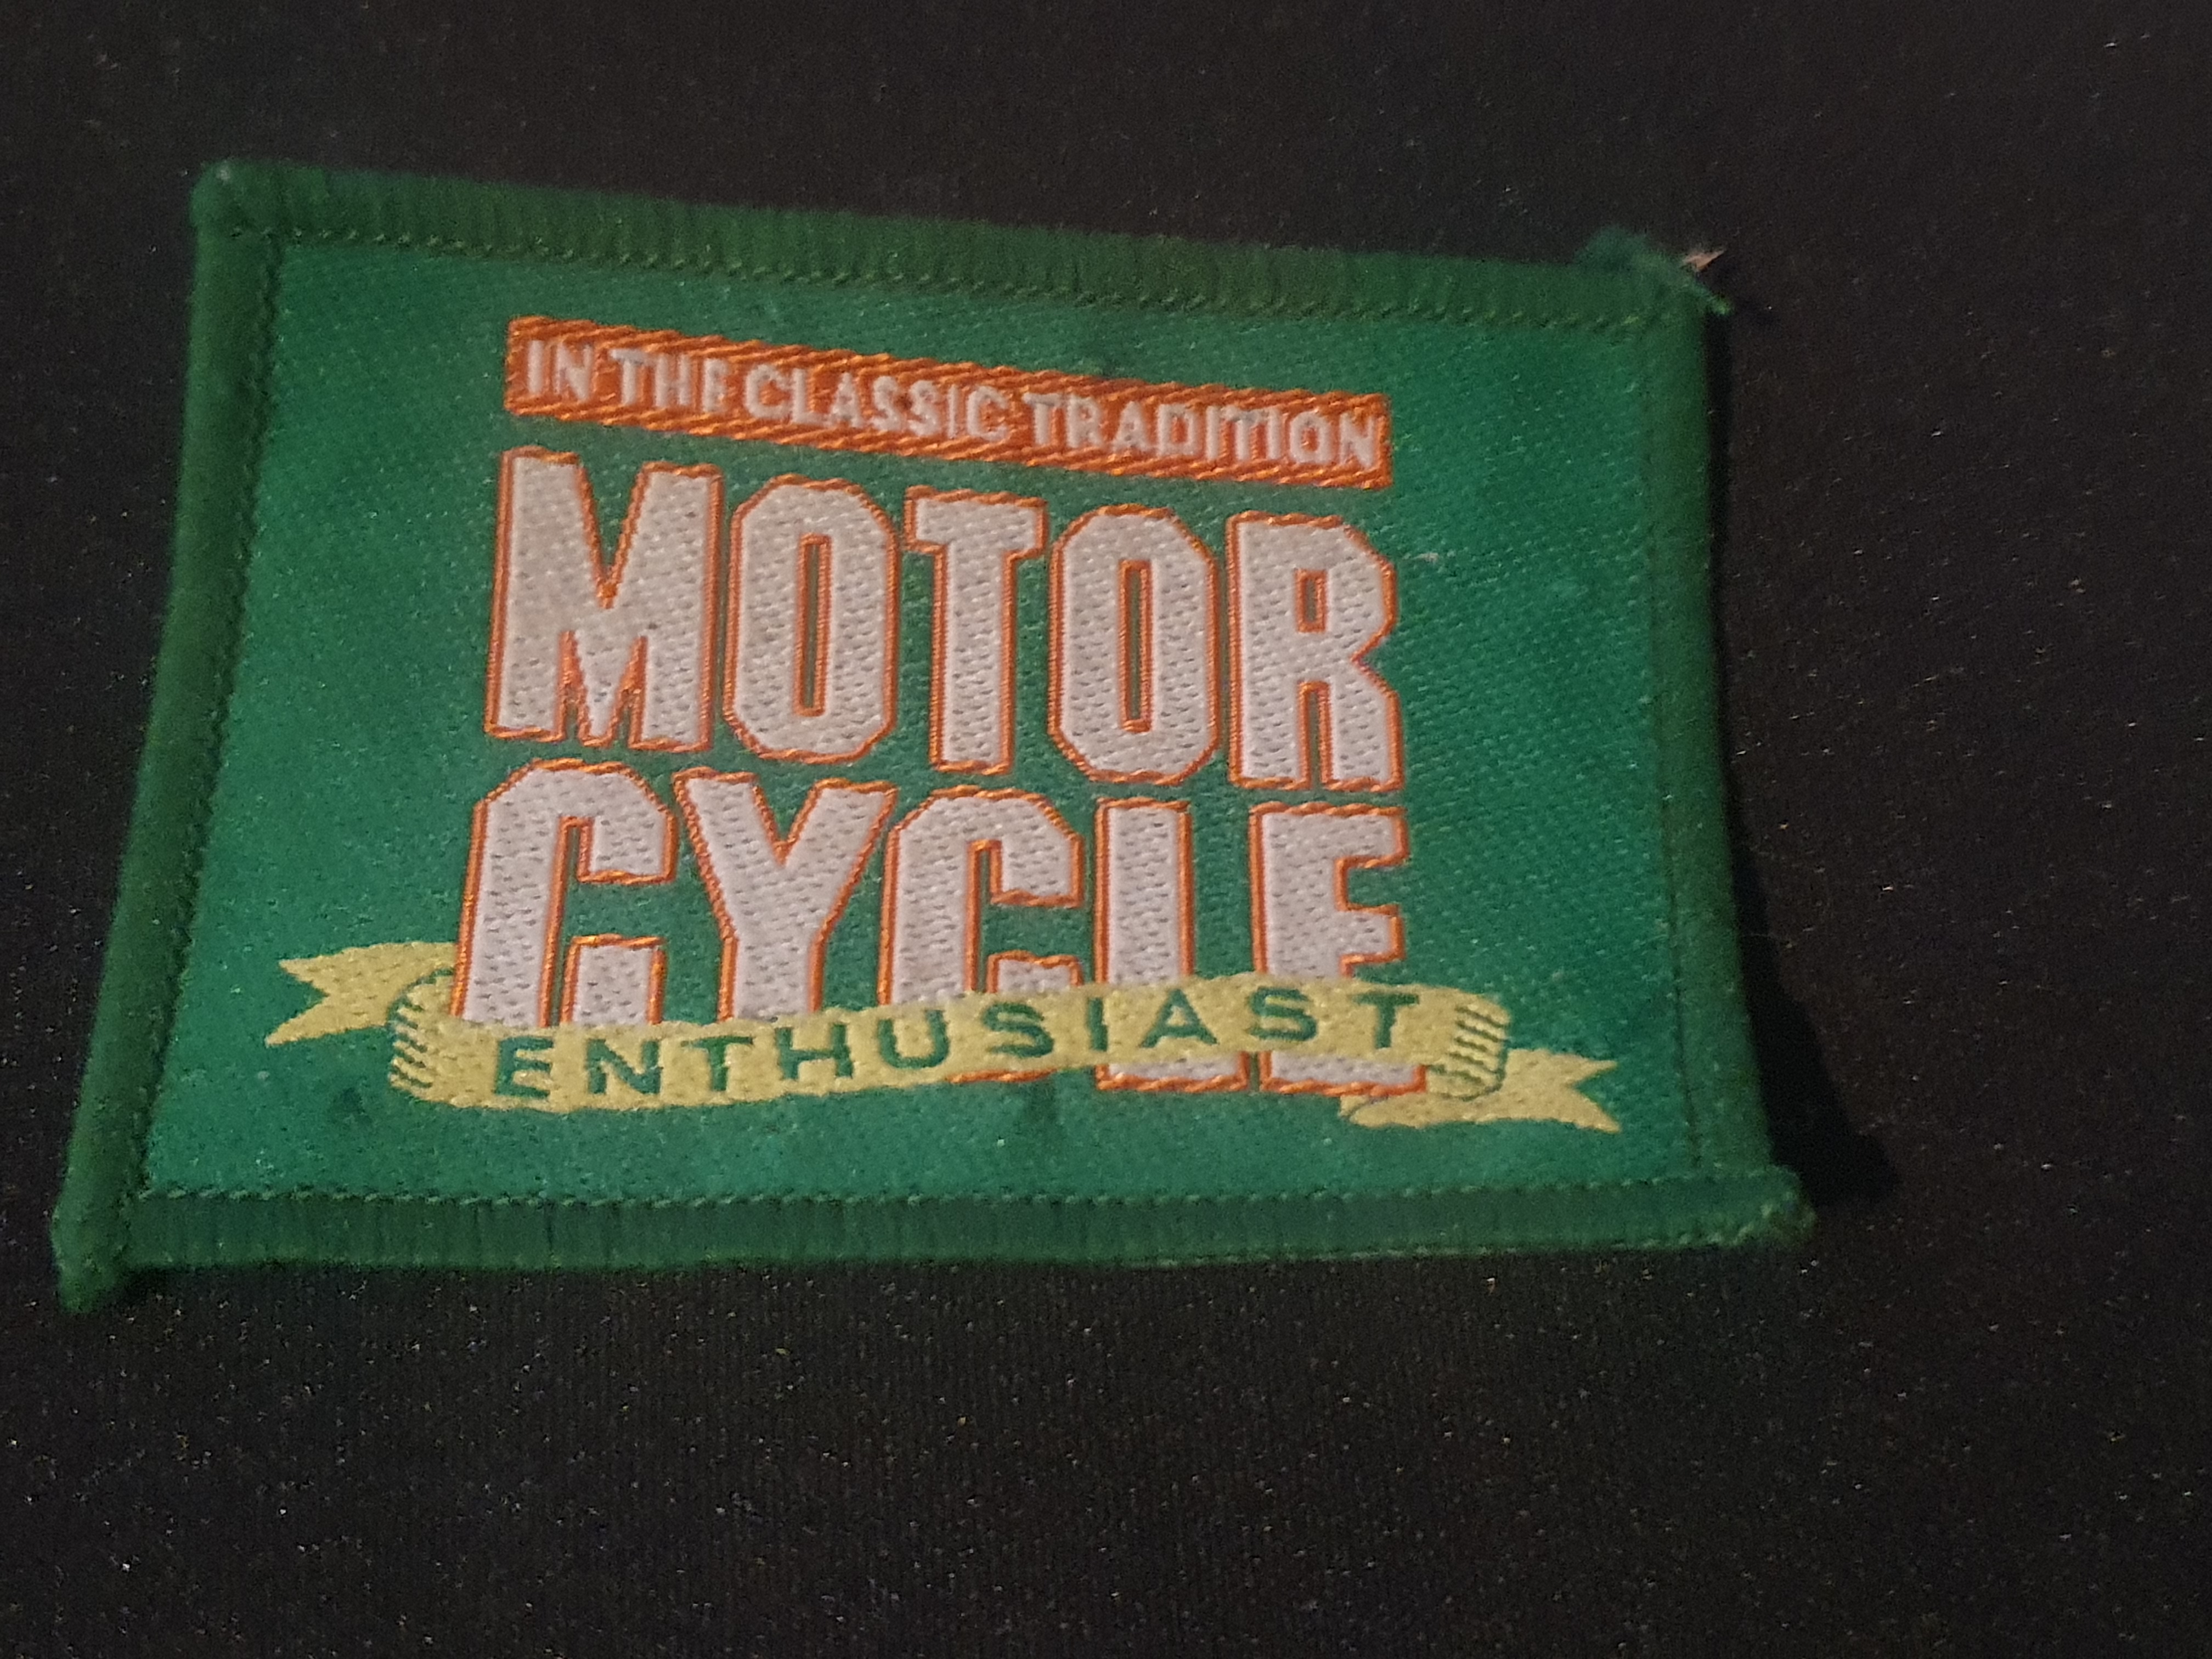 IN THE CLASSIC TRADITION
MOTOR
CYCLE
ENTHUSIAST